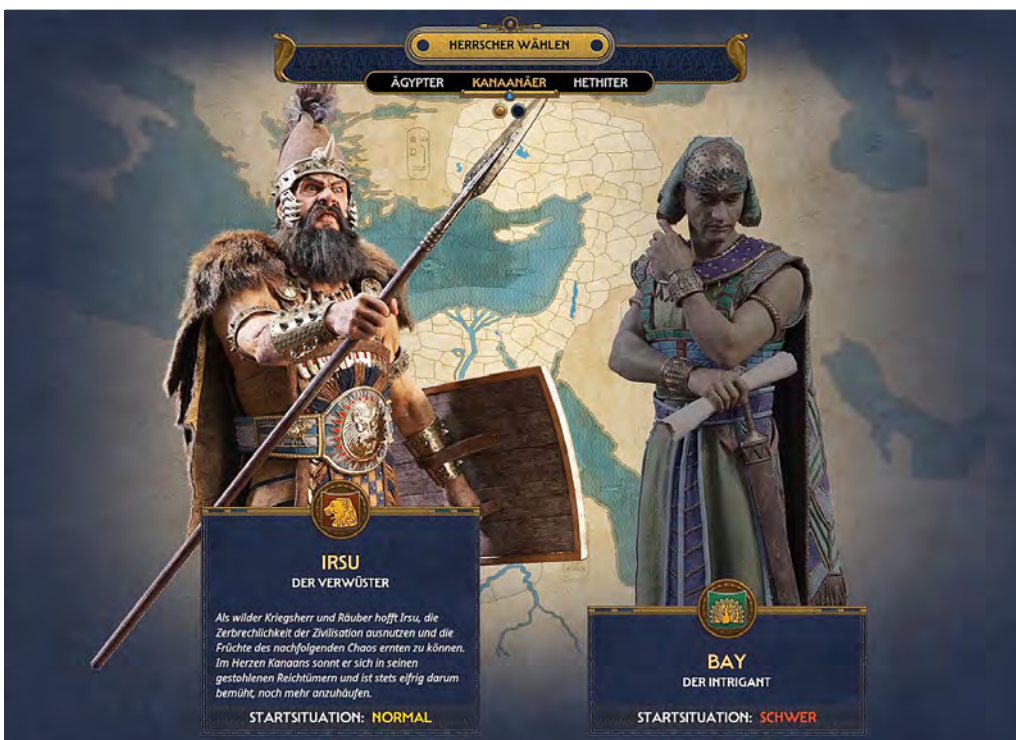 HERRSCHER WÄHLEN
ÄGYPTER KANAANÄER HETHITER
IRSU
DER VERWÜSTER
Als wilder Kriegsherr und Räuber hofft Irsu, die
Zerbrechlichkeit der Zivilisation ausnutzen und die
Früchte des nachfolgenden Chaos ernten zu können.
Im Herzen Kanaans sonnt er sich in seinen
gestohlenen Reichtümern und ist stets eifrig darum
bemüht, noch mehr anzuhäufen.
STARTSITUATION: NORMAL
BAY
DER INTRIGANT
STARTSITUATION: SCHWER